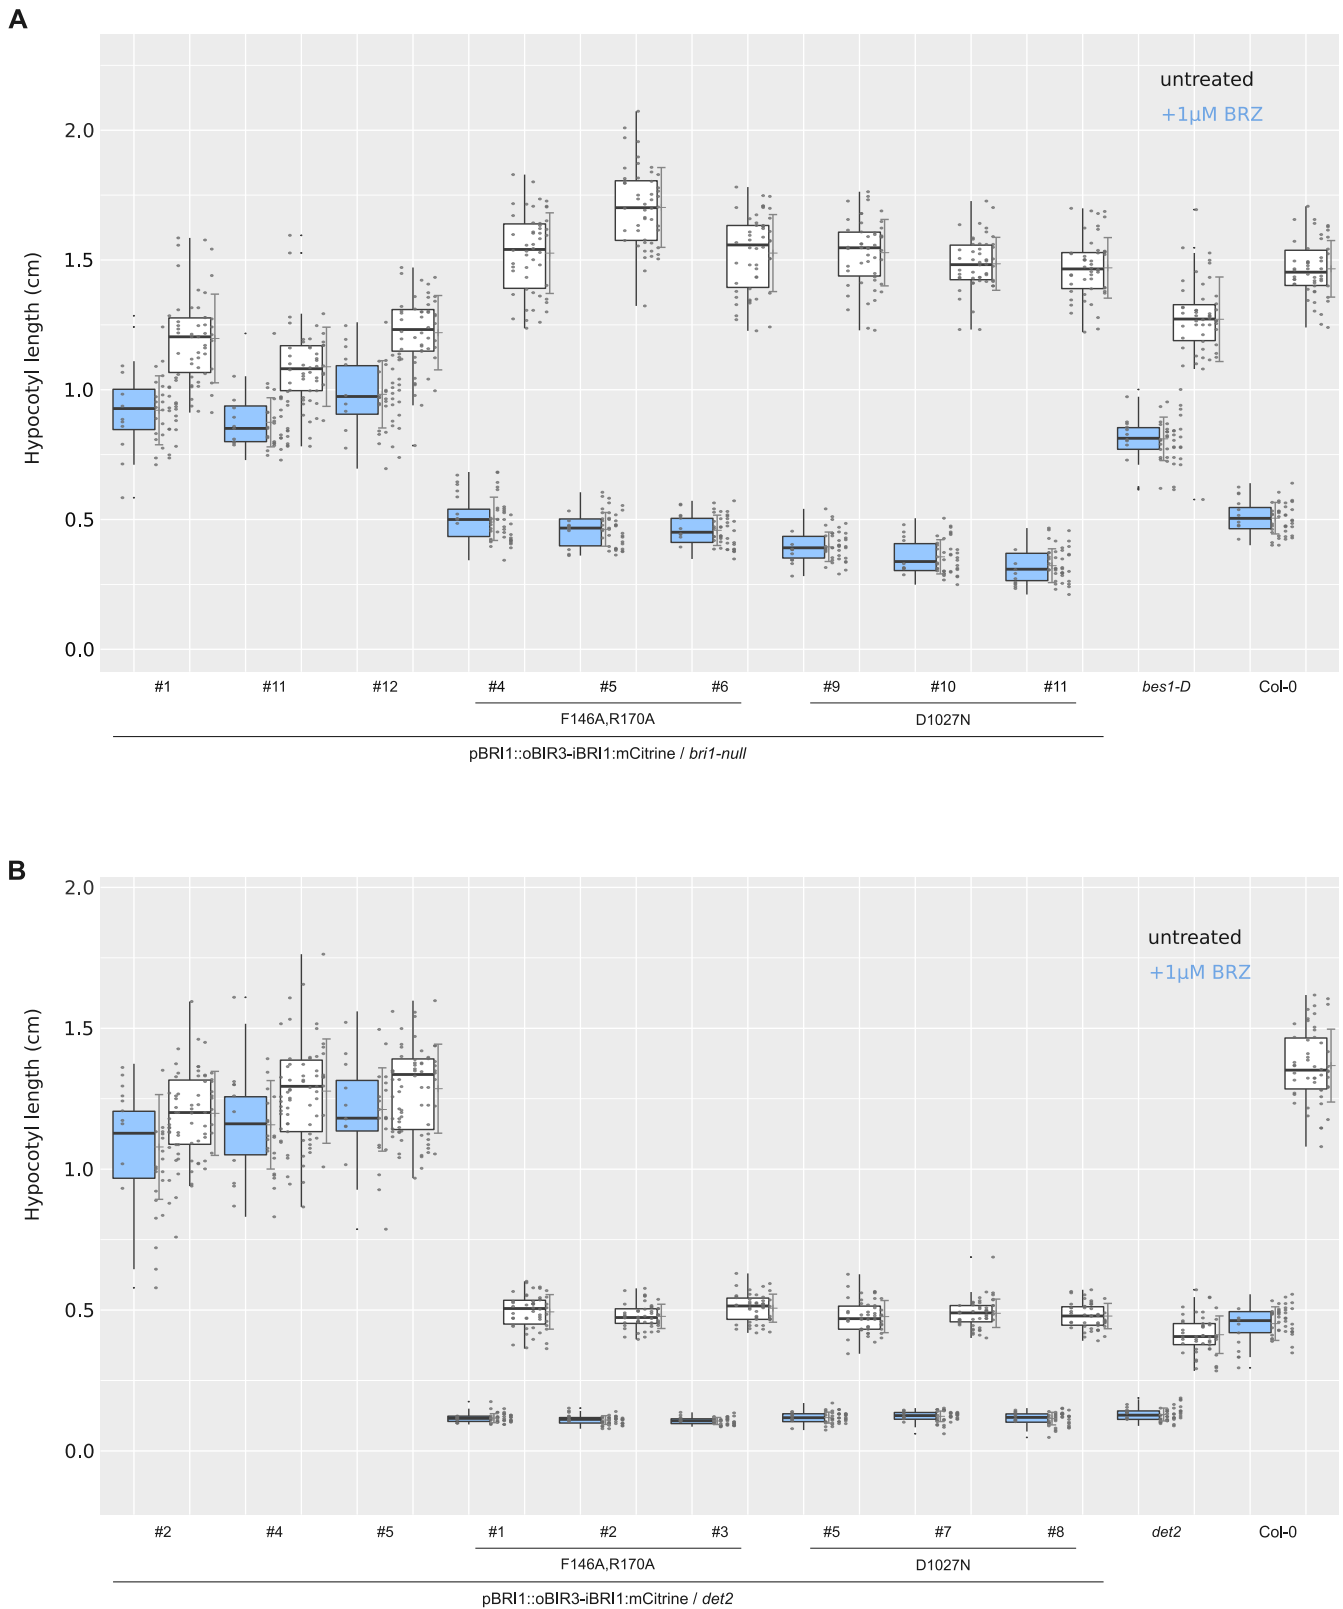 A
untreated
+1μM BRZ
2.0
1.5
1.0
0.5
0.0
Hypocotyl length (cm)
#1 #11 #12 #4 #5 #6 #9 #10 #11 bes1-D Col-0
F146A,R170A D1027N
pBRI1::oBIR3-iBRI1:mCitrine / bri1-null
B
untreated
+1μM BRZ
2.0
1.5
1.0
0.5
0.0
Hypocotyl length (cm)
#2 #4 #5 #1 #2 #3 #5 #7 #8 det2 Col-0
F146A,R170A D1027N
pBRI1::oBIR3-iBRI1:mCitrine / det2